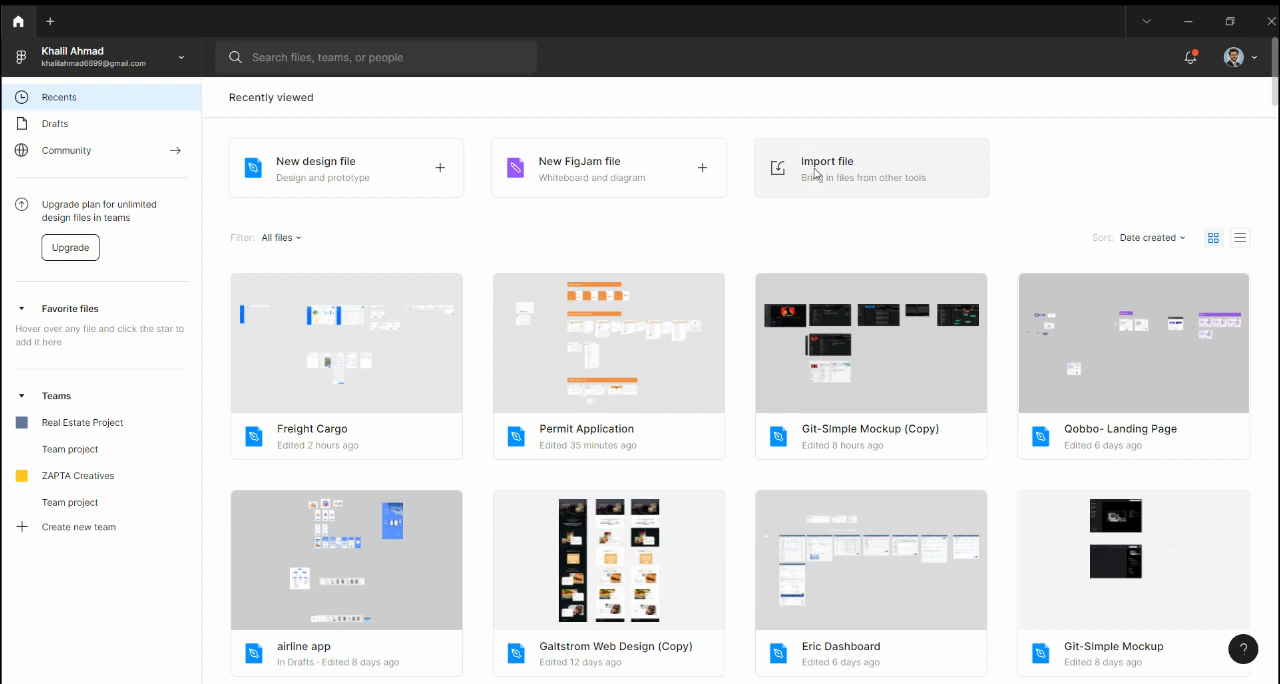 Khalil Ahmad
khalilahmad6699@gmail.com
Search files, teams, or people
Recents
Drafts
Community
Upgrade plan for unlimited
design files in teams
Upgrade
Favorite files
Hover over any file and click the star to
add it here
Teams
Real Estate Project
Team project
ZAPTA Creatives
Team project
Create new team
Recently viewed
New design file
Design and prototype
New FigJam file
Whiteboard and diagram
Import file
Bring in files from other tools
Filter: All files
Sort: Date created
Freight Cargo
Edited 2 hours ago
Permit Application
Edited 35 minutes ago
Git-SImple Mockup (Copy)
Edited 8 hours ago
Qobbo- Landing Page
Edited 6 days ago
airline app
In Drafts · Edited 8 days ago
Galtstrom Web Design (Copy)
Edited 12 days ago
Eric Dashboard
Edited 6 days ago
Git-SImple Mockup
Edited 8 days ago
?